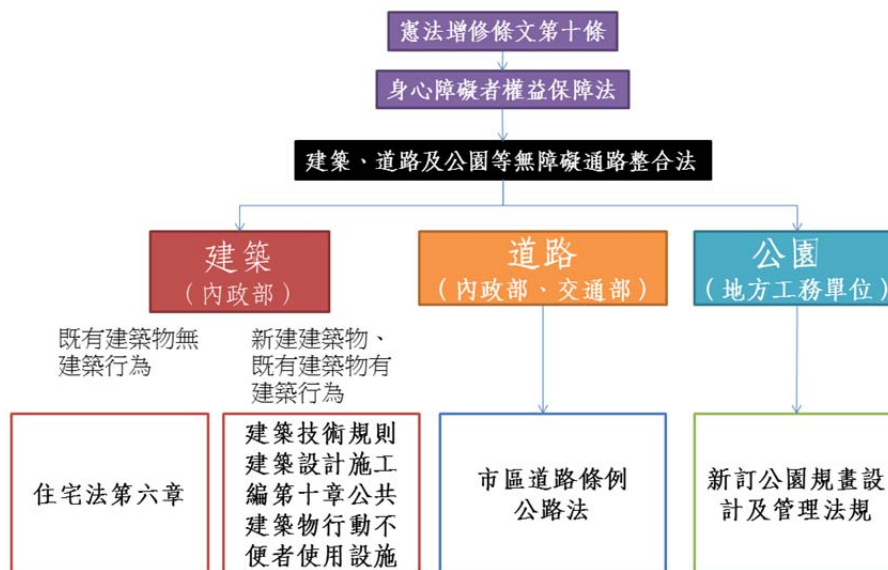 憲法增修條文第十條
身心障礙者權益保障法
建築、道路及公園等無障礙通路整合法
建築
（內政部）
道路
（內政部、交通部）
公園
（地方工務單位）
既有建築物無
建築行為
新建建築物、
既有建築物有
建築行為
住宅法第六章
建築技術規則
建築設計施工
編第十章公共
建築物行動不
便者使用設施
市區道路條例
公路法
新訂公園規畫設
計及管理法規